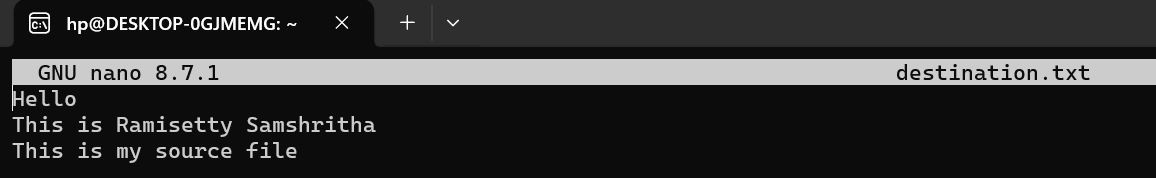 hp@DESKTOP-0GJMEMG: ~
GNU nano 8.7.1 destination.txt
Hello
This is Ramisetty Samshritha
This is my source file